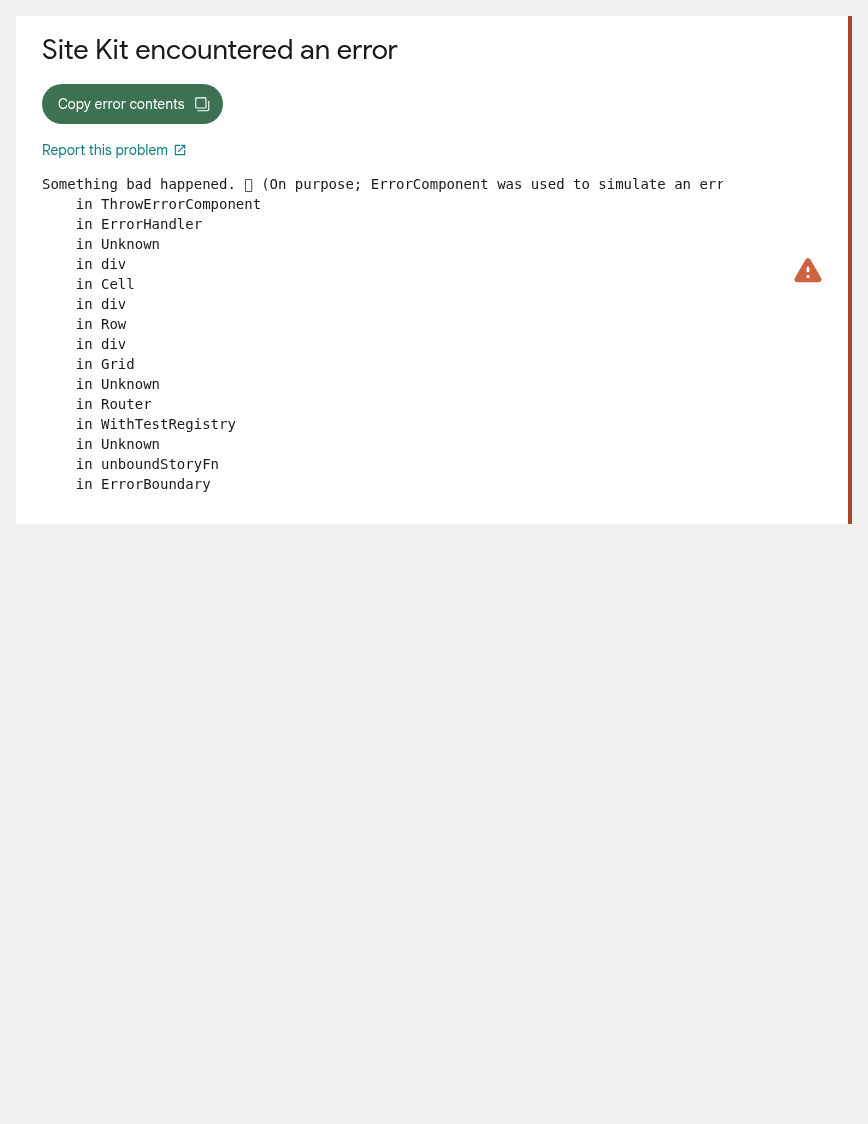 Site Kit encountered an error
Copy error contents
Report this problem
Something bad happened. (On purpose; ErrorComponent was used to simulate an err
in ThrowErrorComponent
in ErrorHandler
in Unknown
in div
in Cell
in div
in Row
in div
in Grid
in Unknown
in Router
in WithTestRegistry
in Unknown
in unboundStoryFn
in ErrorBoundary